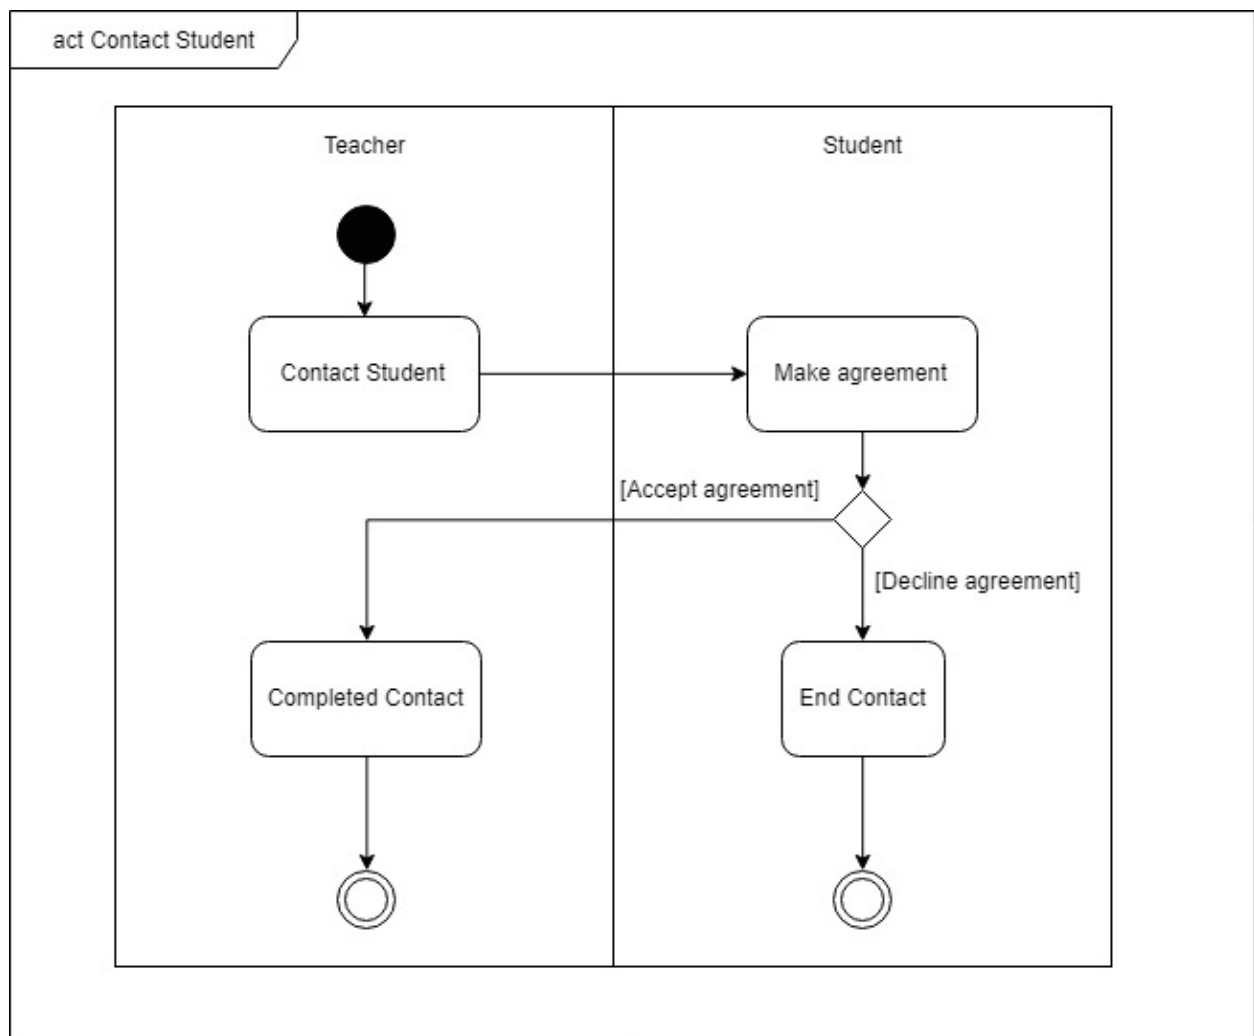 act Contact Student
Teacher
Student
Contact Student
Make agreement
[Accept agreement]
[Decline agreement]
Completed Contact
End Contact